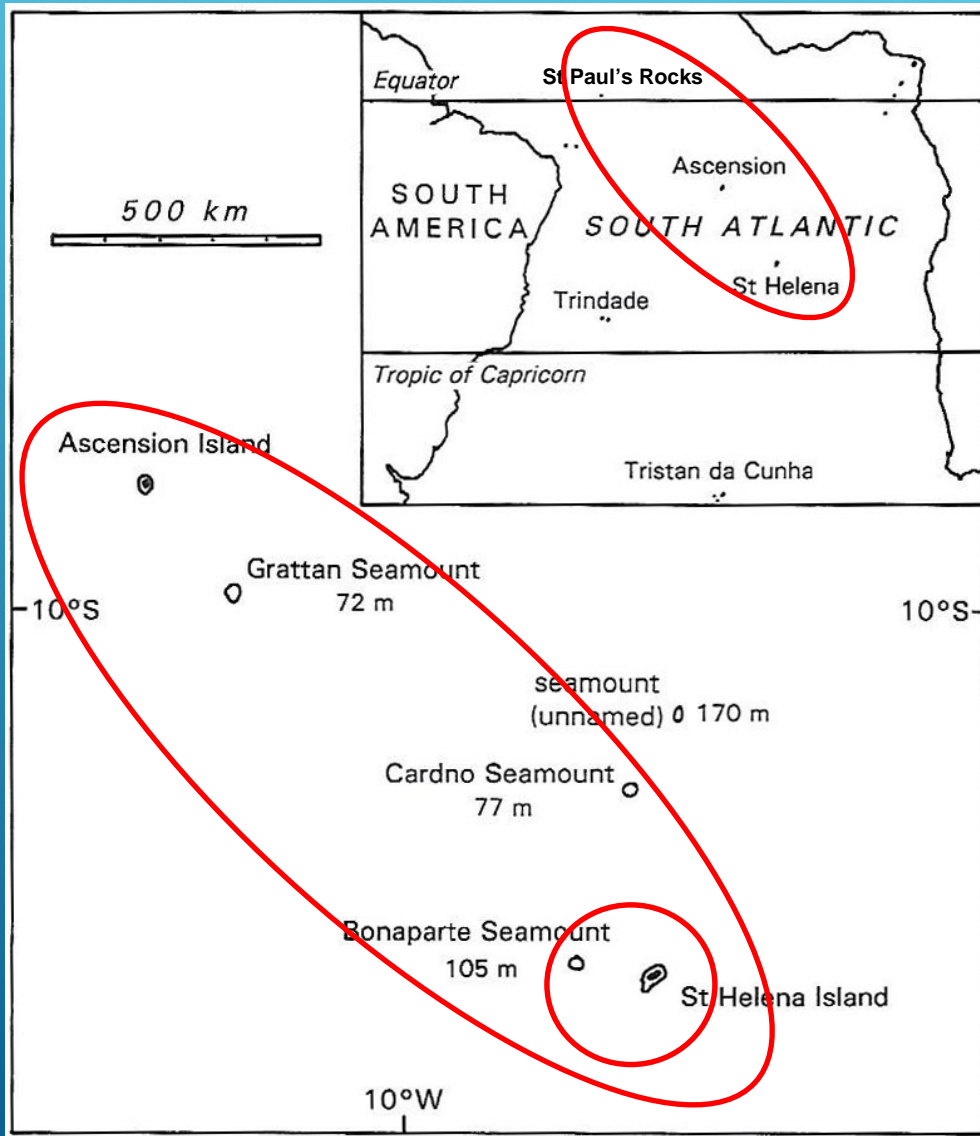 Equator
St Paul's Rocks
Ascension
SOUTH
AMERICA
SOUTH ATLANTIC
St Helena
Trindade
Tropic of Capricorn
Tristan da Cunha
500 km
Ascension Island
Grattan Seamount
72 m
10°S
10°S
seamount
(unnamed)
170 m
Cardno Seamount
77 m
Bonaparte Seamount
105 m
St Helena Island
10°W